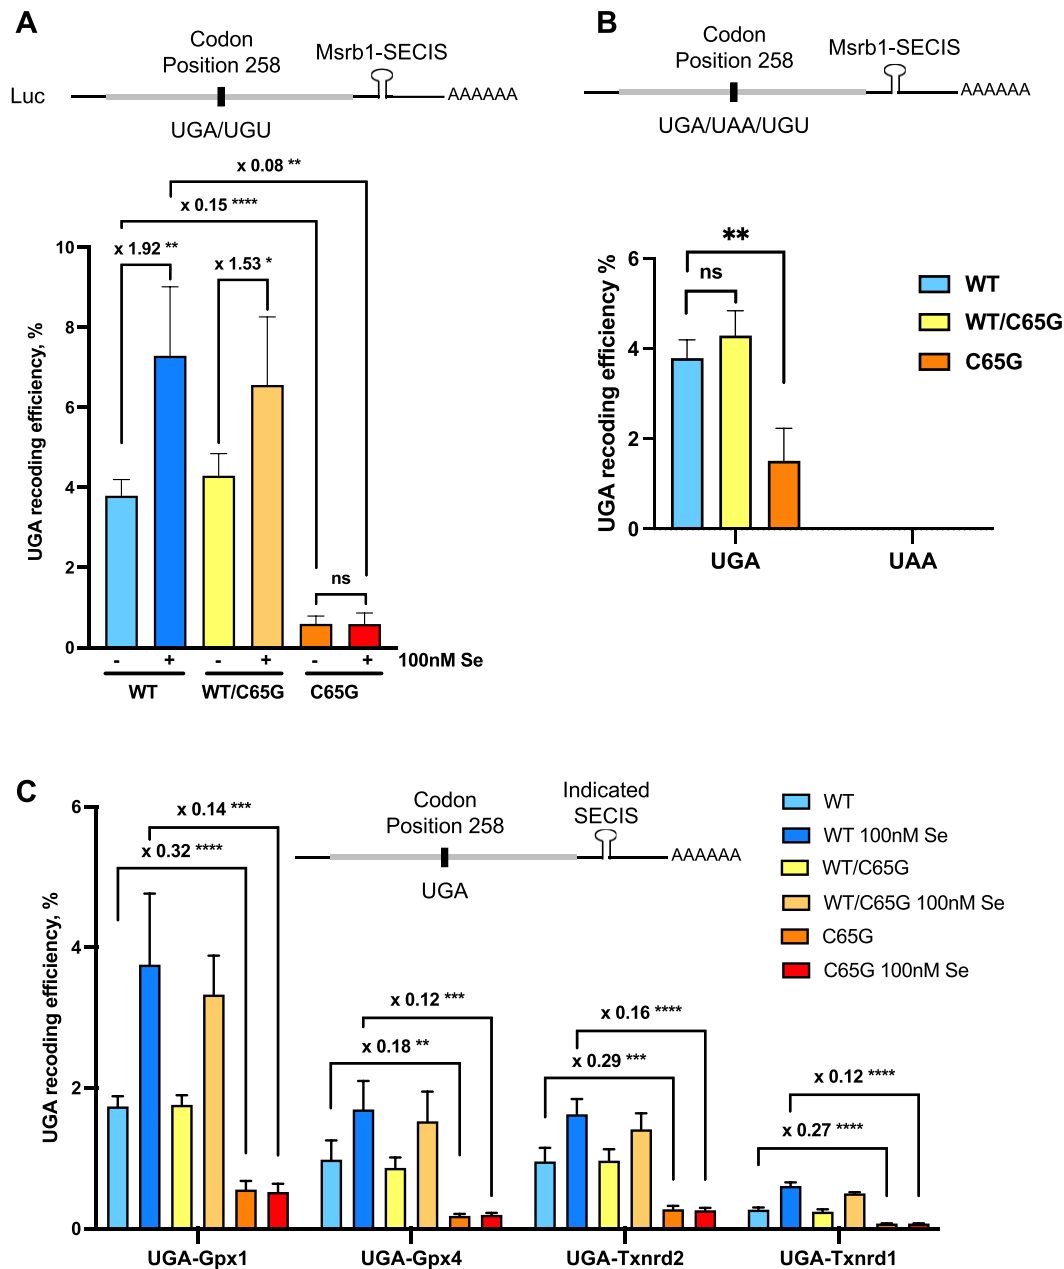 A
Codon
Position 258
Msrb1-SECIS
Luc
AAAAAA
UGA/UGU
x 0.08 **
x 0.15 ****
x 1.92 **
x 1.53 *
ns
UGA recoding efficiency, %
10
8
6
4
2
0
- + - + - + 100nM Se
WT WT/C65G C65G
B
Codon
Position 258
Msrb1-SECIS
AAAAAA
UGA/UAA/UGU
UGA recoding efficiency %
6
4
2
0
**
ns
UGA UAA
WT
WT/C65G
C65G
C
Codon
Position 258
Indicated
SECIS
AAAAAA
UGA
UGA recoding efficiency, %
6
4
2
0
x 0.14 ***
x 0.32 ****
x 0.12 ***
x 0.18 **
x 0.16 ****
x 0.29 ***
x 0.12 ****
x 0.27 ****
UGA-Gpx1 UGA-Gpx4 UGA-Txnrd2 UGA-Txnrd1
WT
WT 100nM Se
WT/C65G
WT/C65G 100nM Se
C65G
C65G 100nM Se